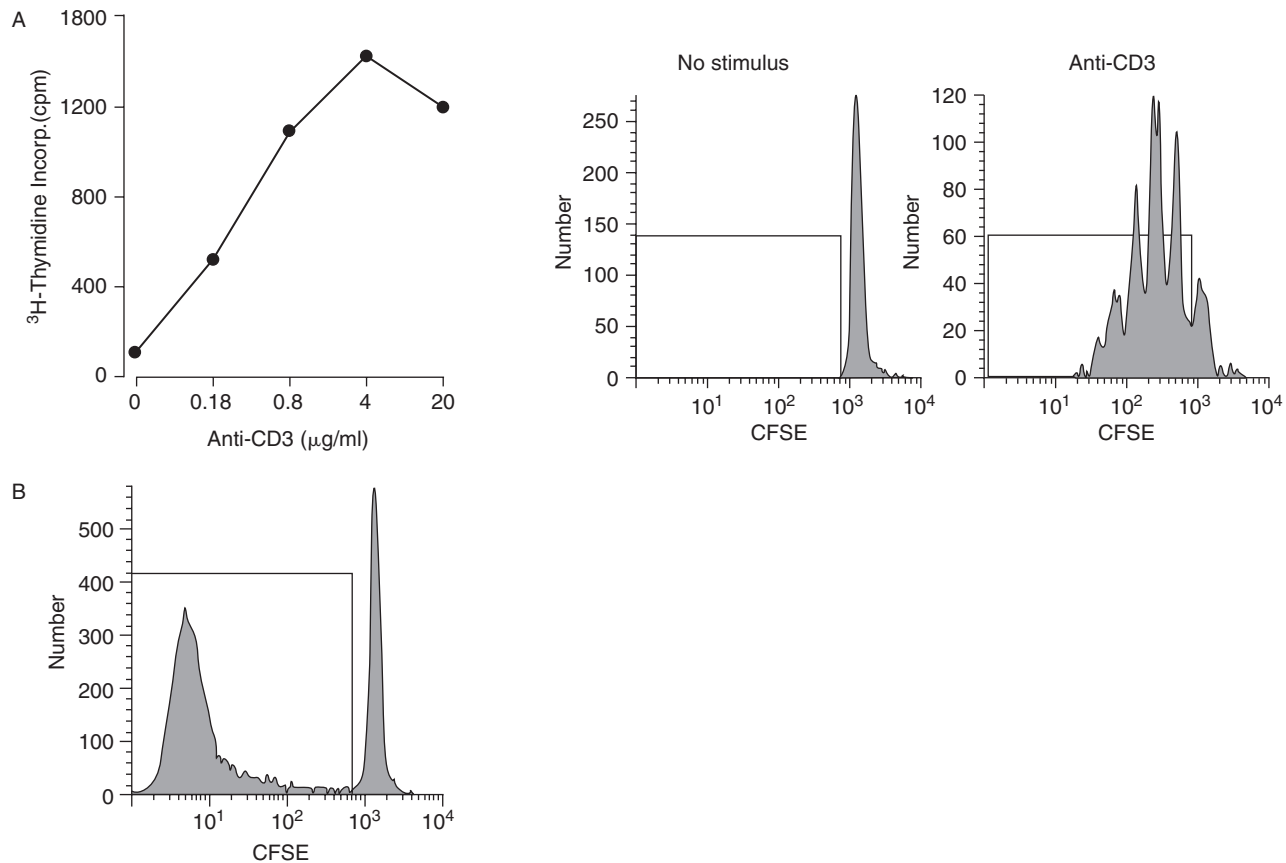 A
³H-Thymidine Incorp.(cpm)
1800
1200
800
400
0
0 0.18 0.8 4 20
Anti-CD3 (μg/ml)
No stimulus
Number
250
200
150
100
50
0
10¹ 10² 10³ 10⁴
CFSE
Anti-CD3
Number
120
100
80
60
40
20
0
10¹ 10² 10³ 10⁴
CFSE
B
Number
500
400
300
200
100
0
10¹ 10² 10³ 10⁴
CFSE